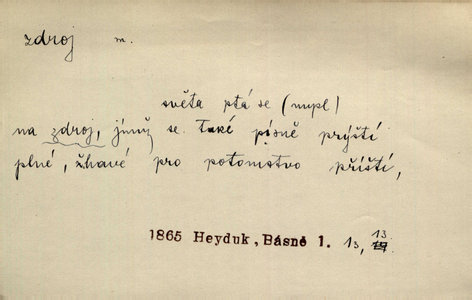 zdroj m.
světa ptá se (mpl)
na zdroj, jímž se také písně prýští
plné, žhavé pro potomstvo příští,
1865 Heyduk, Básně 1. 13, 13